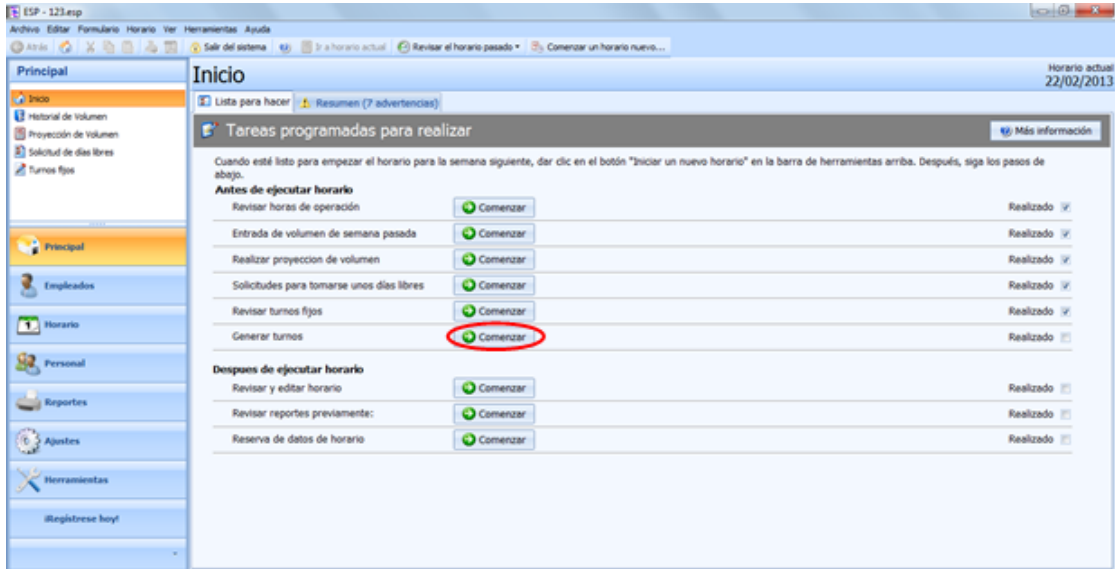 ESP - 123.esp
Archivo Editar Formulario Horario Ver Herramientas Ayuda
Atrás Salir del sistema Ir a horario actual Revisar el horario pasado Comenzar un horario nuevo...
Principal
Inicio
Historial de Volumen
Proyección de Volumen
Solicitud de días libres
Turnos fijos
Principal
Empleados
Horario
Personal
Reportes
Ajustes
Herramientas
¡Regístrese hoy!
Inicio
Horario actual
22/02/2013
Lista para hacer Resumen (7 advertencias)
Tareas programadas para realizar
Más información
Cuando esté listo para empezar el horario para la semana siguiente, dar clic en el botón "Iniciar un nuevo horario" en la barra de herramientas arriba. Después, siga los pasos de
abajo.
Antes de ejecutar horario
Revisar horas de operación Comenzar Realizado
Entrada de volumen de semana pasada Comenzar Realizado
Realizar proyeccion de volumen Comenzar Realizado
Solicitudes para tomarse unos días libres Comenzar Realizado
Revisar turnos fijos Comenzar Realizado
Generar turnos Comenzar Realizado
Despues de ejecutar horario
Revisar y editar horario Comenzar Realizado
Revisar reportes previamente: Comenzar Realizado
Reserva de datos de horario Comenzar Realizado